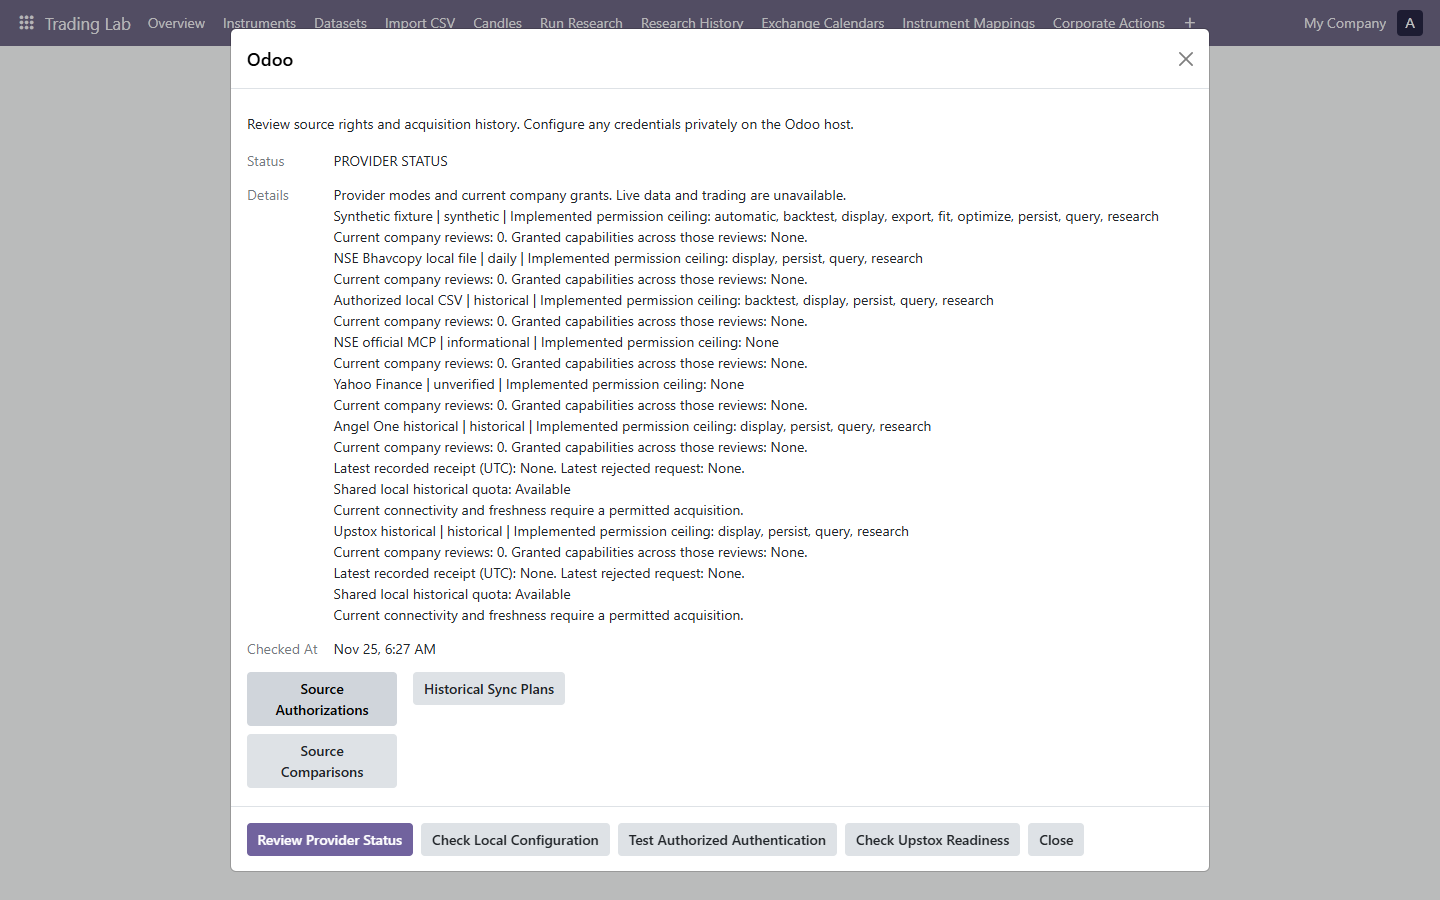 Trading Lab Overview Instruments Datasets Import CSV Candles Run Research Research History Exchange Calendars Instrument Mappings Corporate Actions + My Company A
Odoo
Review source rights and acquisition history. Configure any credentials privately on the Odoo host.
Status PROVIDER STATUS
Details Provider modes and current company grants. Live data and trading are unavailable.
Synthetic fixture | synthetic | Implemented permission ceiling: automatic, backtest, display, export, fit, optimize, persist, query, research
Current company reviews: 0. Granted capabilities across those reviews: None.
NSE Bhavcopy local file | daily | Implemented permission ceiling: display, persist, query, research
Current company reviews: 0. Granted capabilities across those reviews: None.
Authorized local CSV | historical | Implemented permission ceiling: backtest, display, persist, query, research
Current company reviews: 0. Granted capabilities across those reviews: None.
NSE official MCP | informational | Implemented permission ceiling: None
Current company reviews: 0. Granted capabilities across those reviews: None.
Yahoo Finance | unverified | Implemented permission ceiling: None
Current company reviews: 0. Granted capabilities across those reviews: None.
Angel One historical | historical | Implemented permission ceiling: display, persist, query, research
Current company reviews: 0. Granted capabilities across those reviews: None.
Latest recorded receipt (UTC): None. Latest rejected request: None.
Shared local historical quota: Available
Current connectivity and freshness require a permitted acquisition.
Upstox historical | historical | Implemented permission ceiling: display, persist, query, research
Current company reviews: 0. Granted capabilities across those reviews: None.
Latest recorded receipt (UTC): None. Latest rejected request: None.
Shared local historical quota: Available
Current connectivity and freshness require a permitted acquisition.
Checked At Nov 25, 6:27 AM
Source
Authorizations
Historical Sync Plans
Source
Comparisons
Review Provider Status Check Local Configuration Test Authorized Authentication Check Upstox Readiness Close